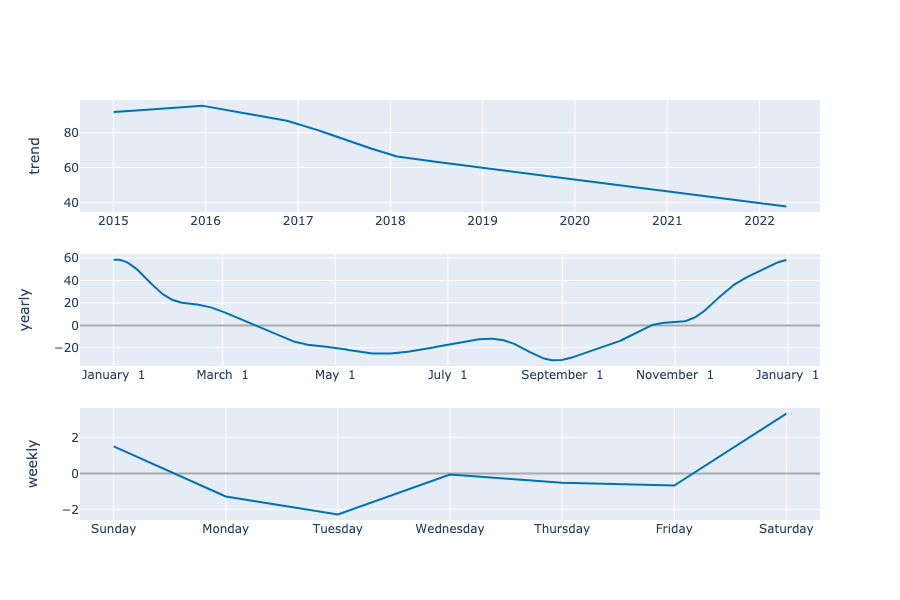 trend
80
60
40
2015 2016 2017 2018 2019 2020 2021 2022
yearly
60
40
20
0
−20
January 1 March 1 May 1 July 1 September 1 November 1 January 1
weekly
2
0
−2
Sunday Monday Tuesday Wednesday Thursday Friday Saturday